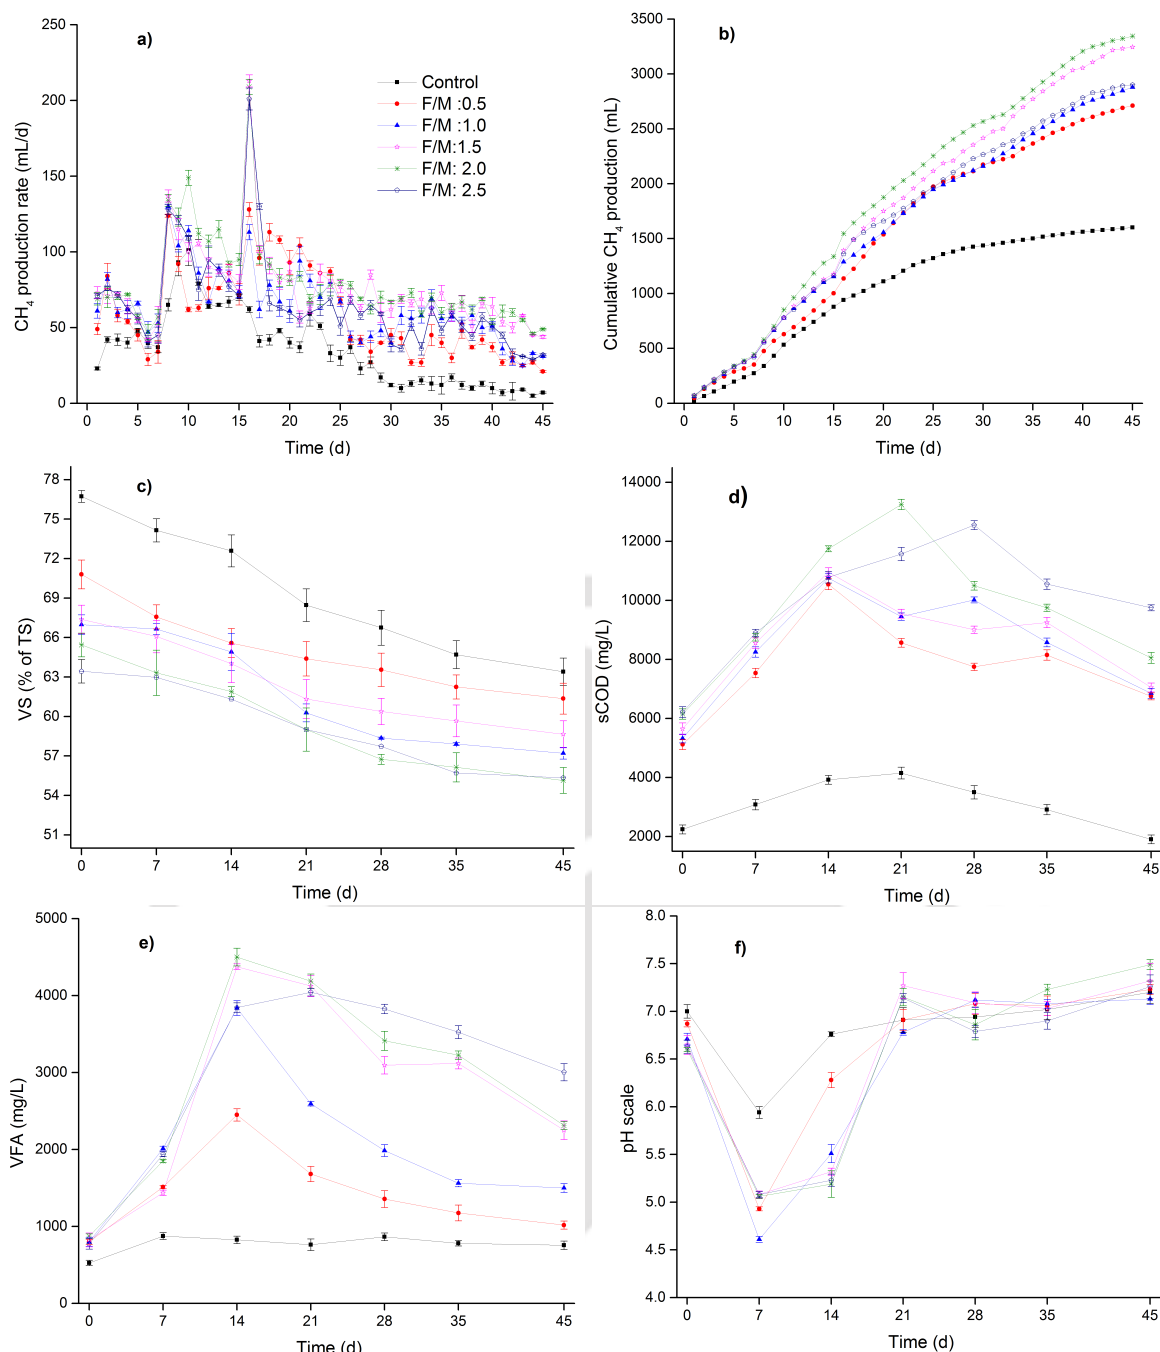 a)
CH4 production rate (mL/d)
250
200
150
100
50
0
0 5 10 15 20 25 30 35 40 45
Time (d)
Control
F/M :0.5
F/M :1.0
F/M:1.5
F/M: 2.0
F/M: 2.5
b)
Cumulative CH4 production (mL)
3500
3000
2500
2000
1500
1000
500
0
0 5 10 15 20 25 30 35 40 45
Time (d)
c)
VS (% of TS)
78
75
72
69
66
63
60
57
54
51
0 7 14 21 28 35 45
Time (d)
d)
sCOD (mg/L)
14000
12000
10000
8000
6000
4000
2000
0 7 14 21 28 35 45
Time (d)
e)
VFA (mg/L)
5000
4000
3000
2000
1000
0
0 7 14 21 28 35 45
Time (d)
f)
pH scale
8.0
7.5
7.0
6.5
6.0
5.5
5.0
4.5
4.0
0 7 14 21 28 35 45
Time (d)